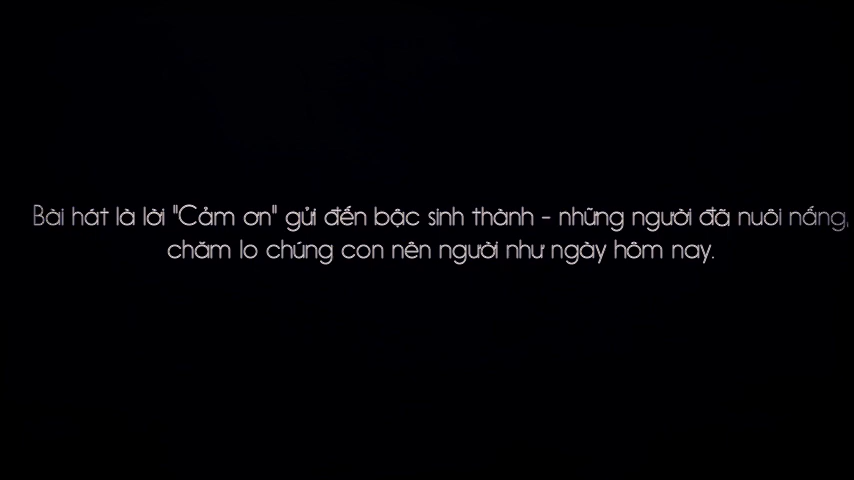 Bài hát là lời "Cảm ơn" gửi đến bậc sinh thành - những người đã nuôi nấng,
chăm lo chúng con nên người như ngày hôm nay.